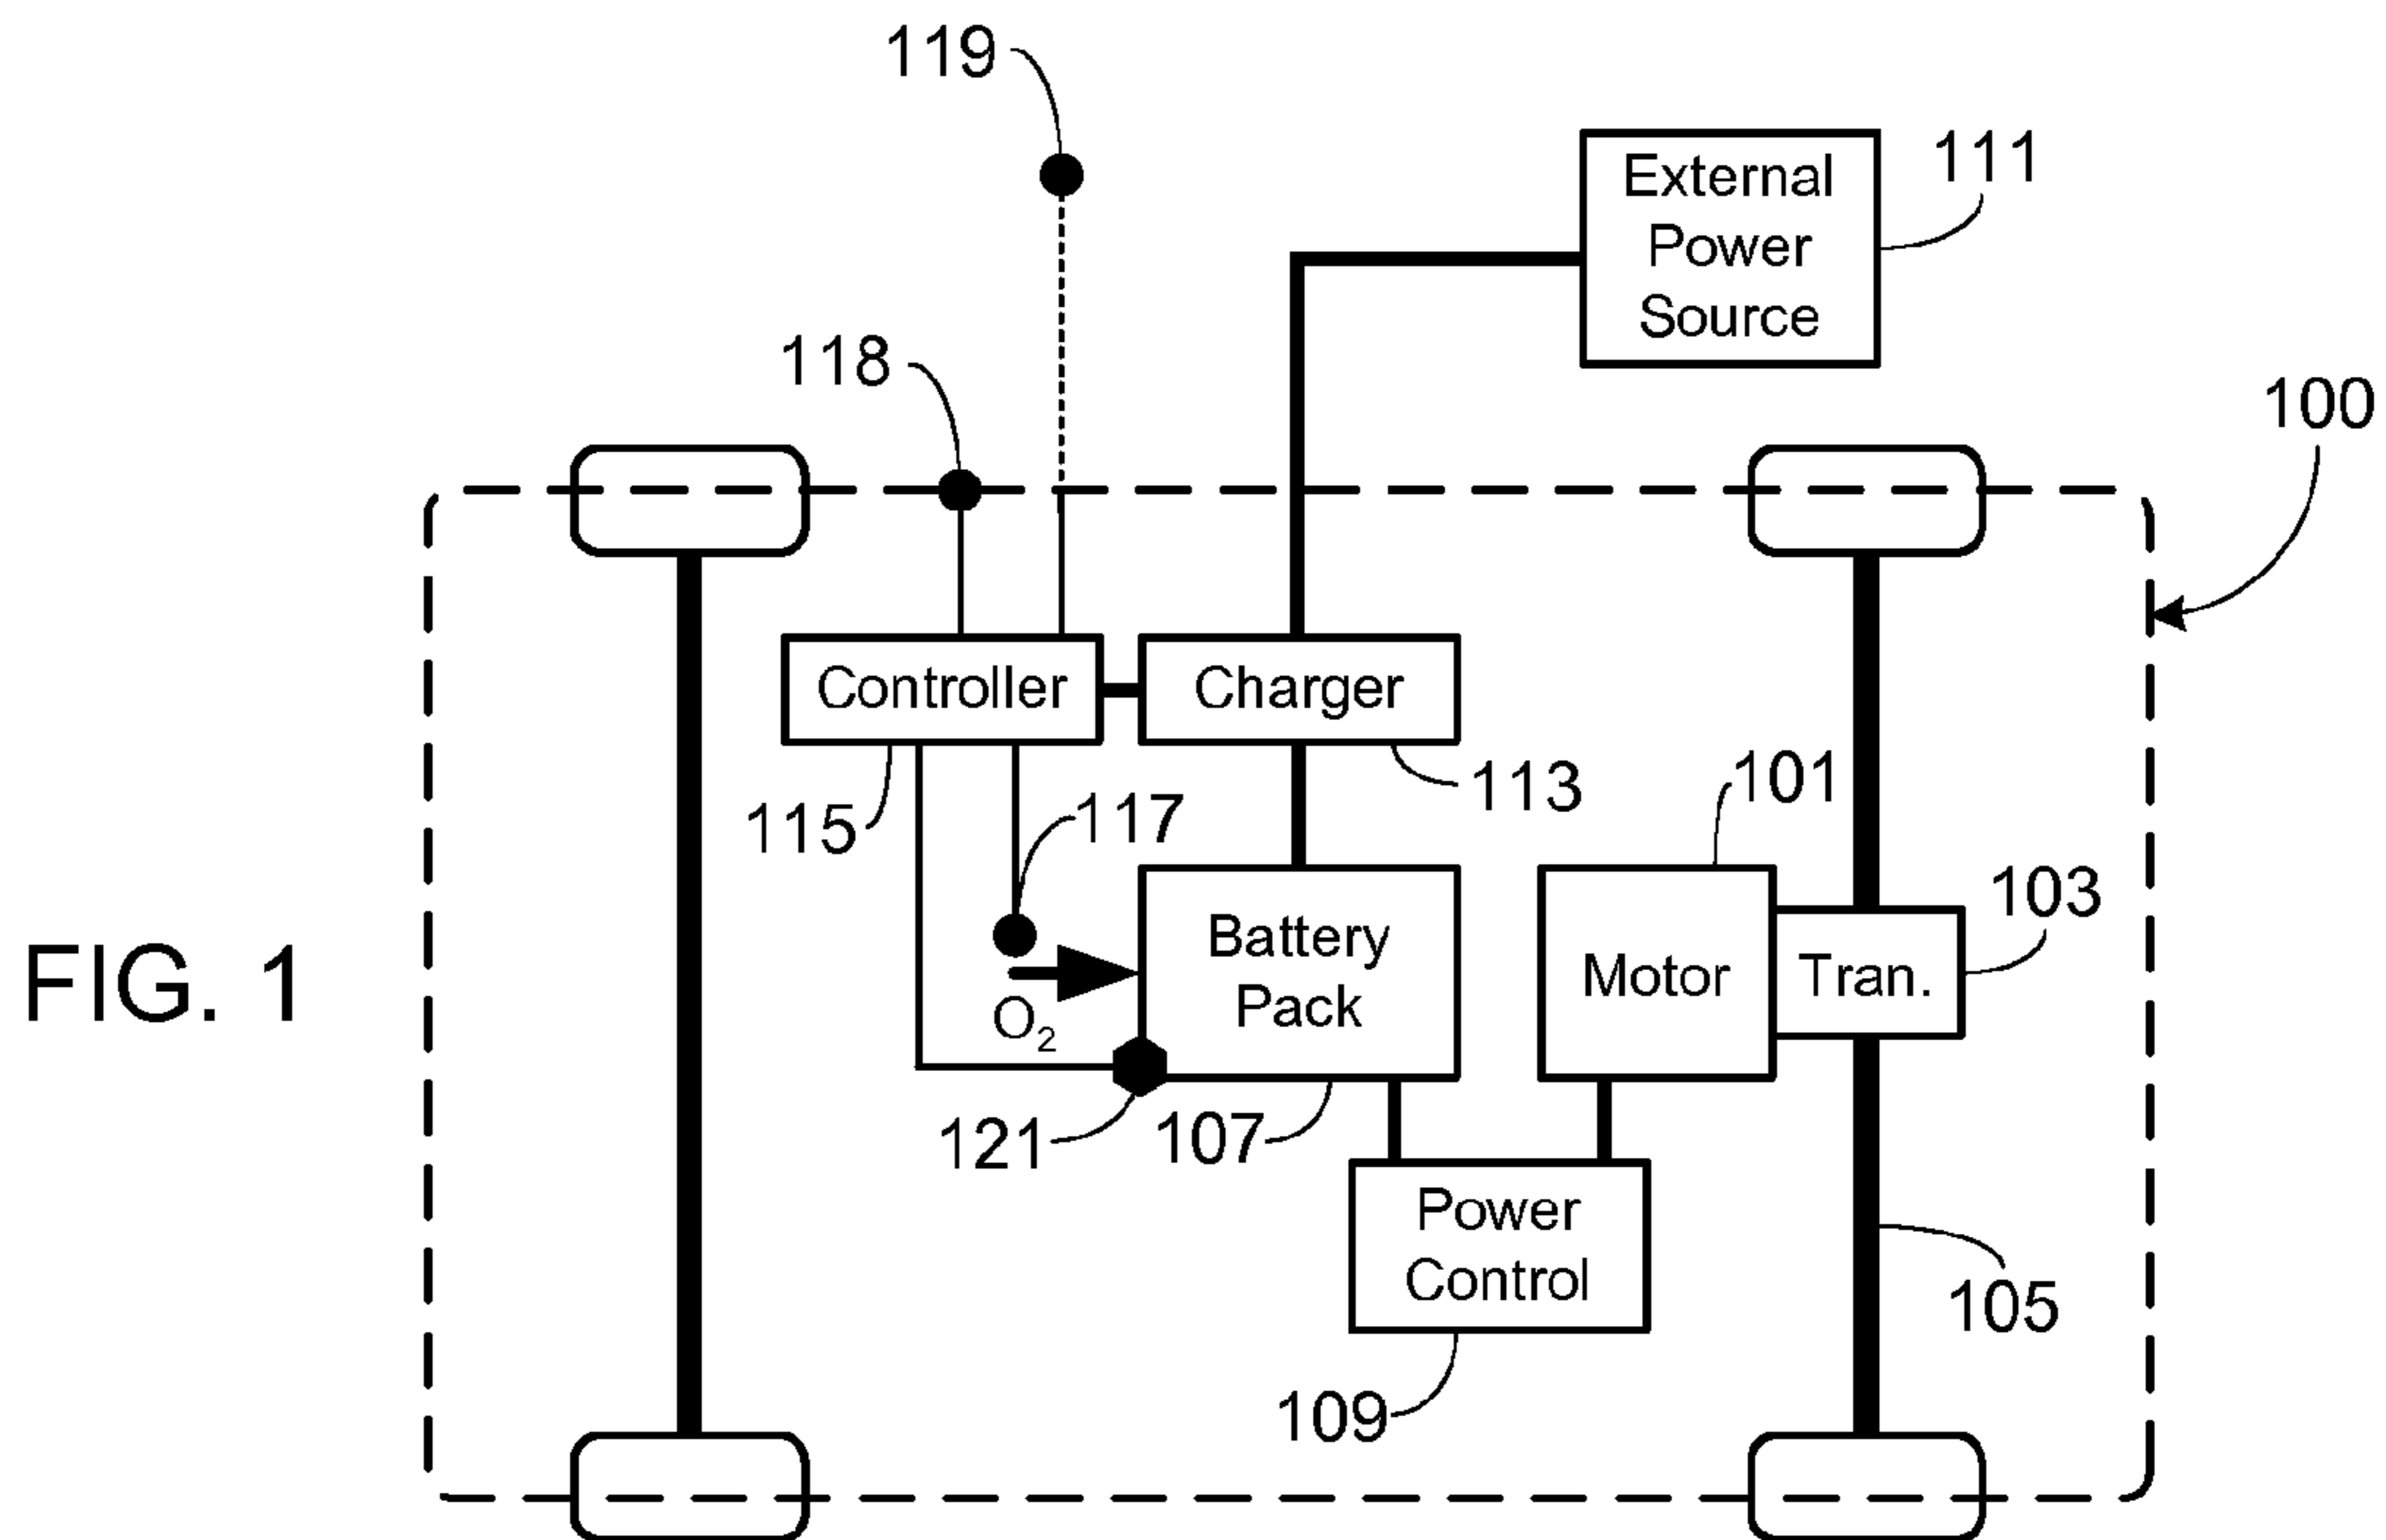 119
External
Power
Source
111
118
100
Controller
Charger
115
117
113
101
103
Battery
Pack
Motor
Tran.
O₂
FIG. 1
121
107
Power
Control
105
109